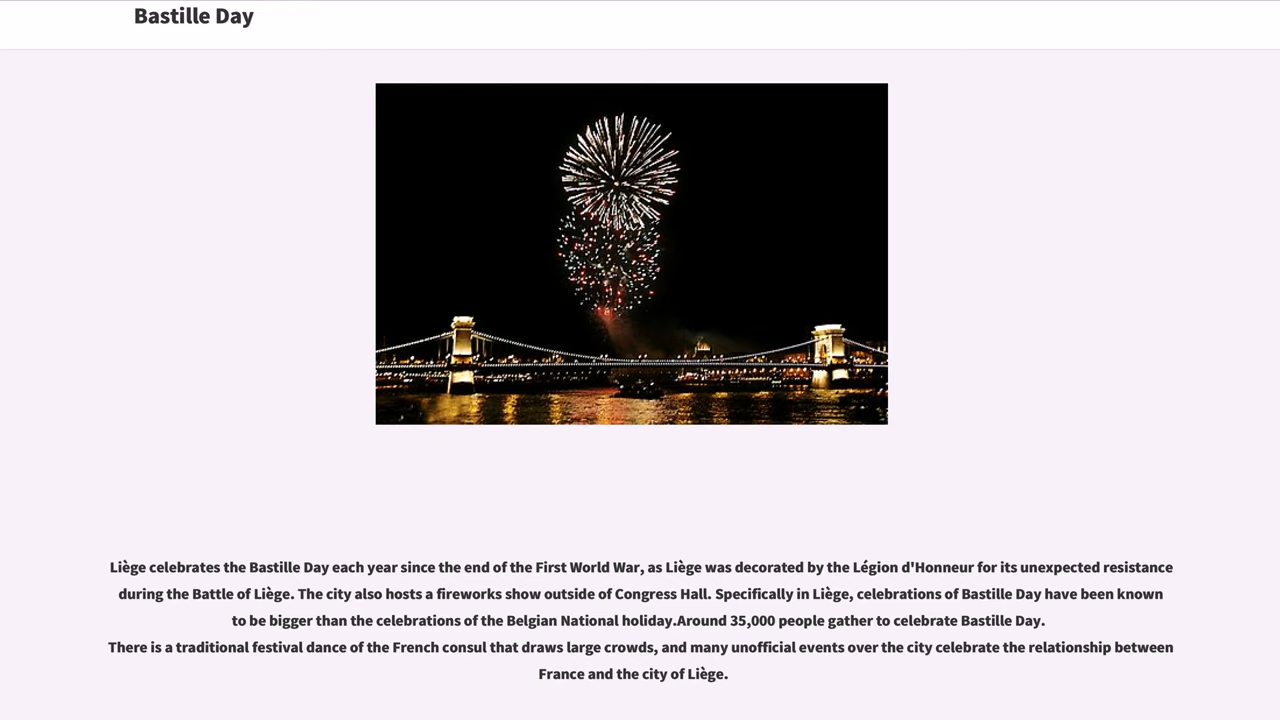 Bastille Day
Liège celebrates the Bastille Day each year since the end of the First World War, as Liège was decorated by the Légion d'Honneur for its unexpected resistance
during the Battle of Liège. The city also hosts a fireworks show outside of Congress Hall. Specifically in Liège, celebrations of Bastille Day have been known
to be bigger than the celebrations of the Belgian National holiday.Around 35,000 people gather to celebrate Bastille Day.
There is a traditional festival dance of the French consul that draws large crowds, and many unofficial events over the city celebrate the relationship between
France and the city of Liège.